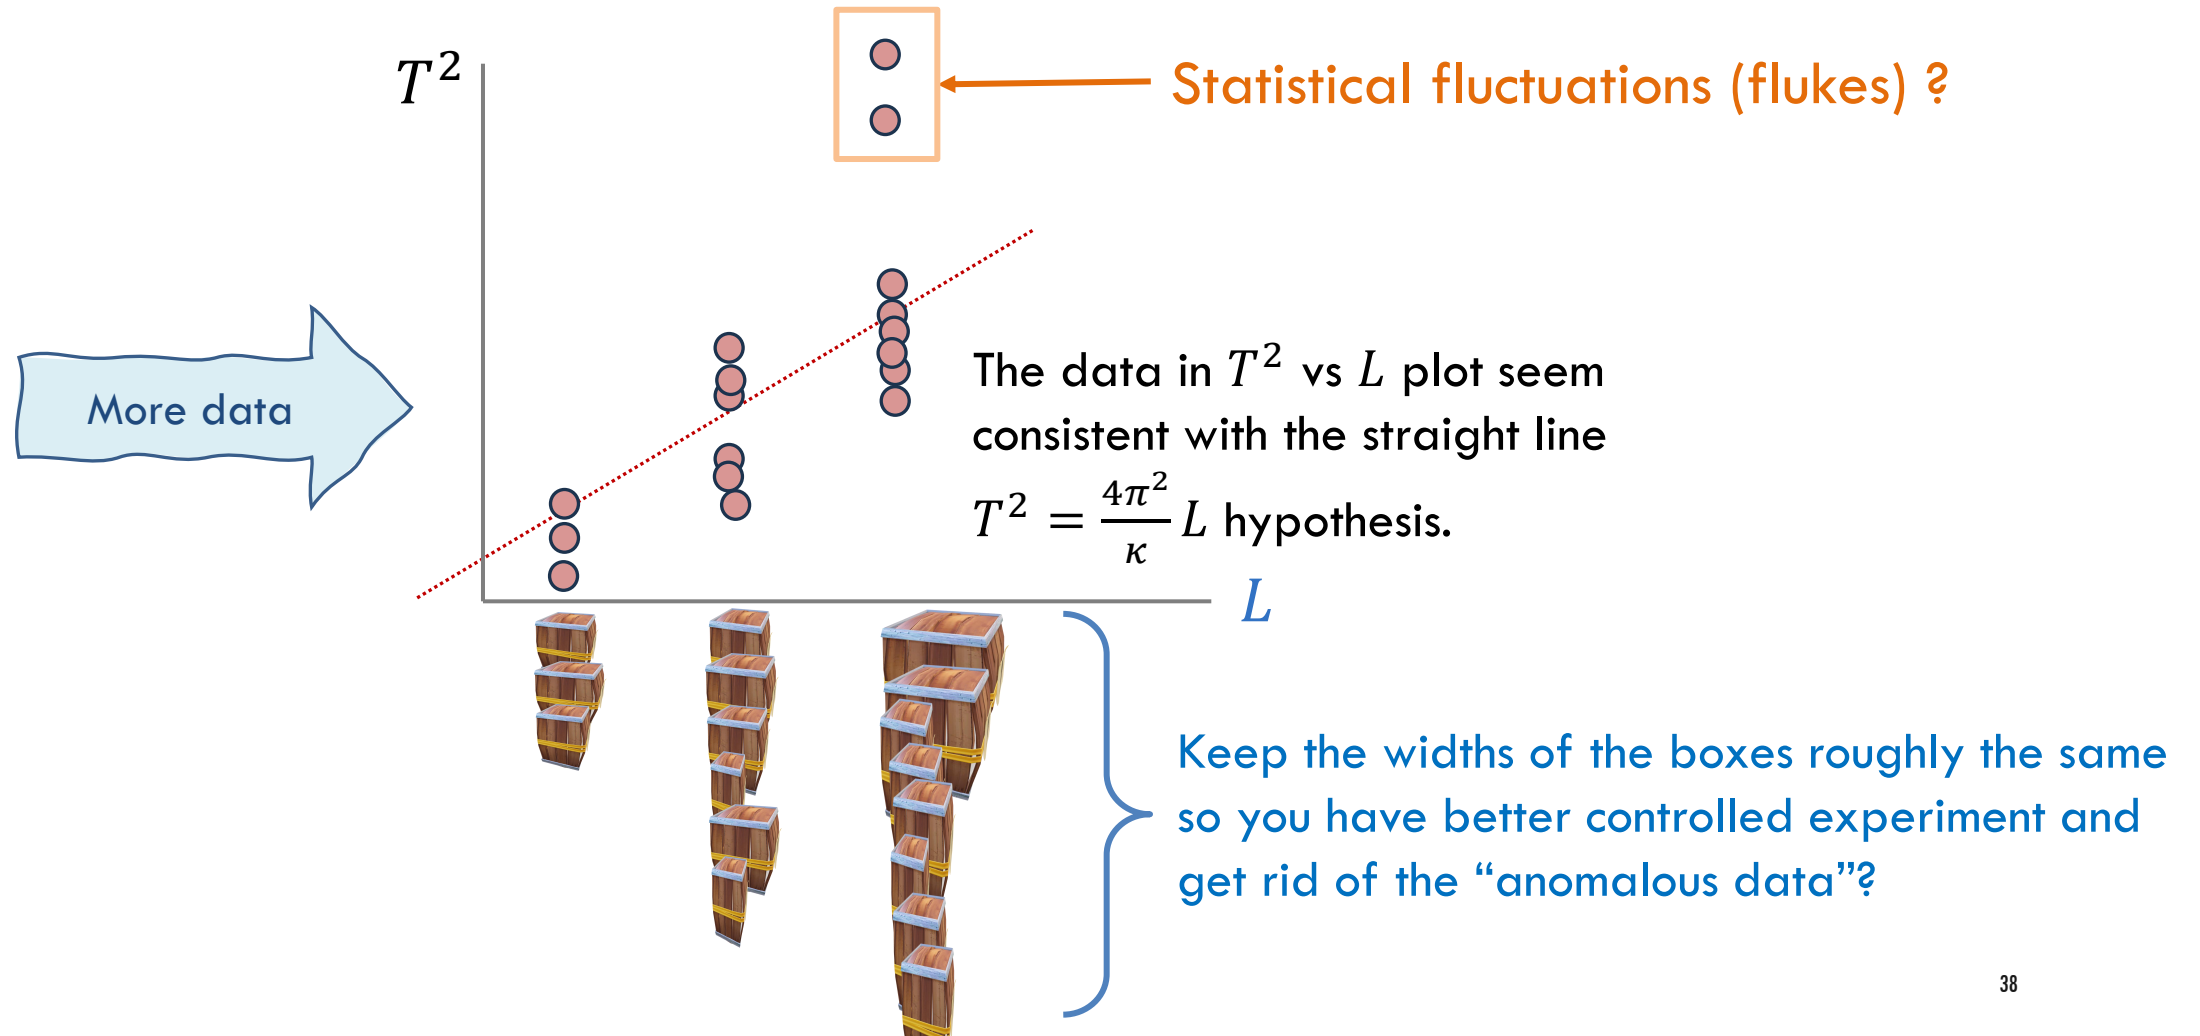 T²
Statistical fluctuations (flukes) ?
More data
The data in T² vs L plot seem
consistent with the straight line
T² = 4π²/κ L hypothesis.
L
Keep the widths of the boxes roughly the same
so you have better controlled experiment and
get rid of the “anomalous data”?
38